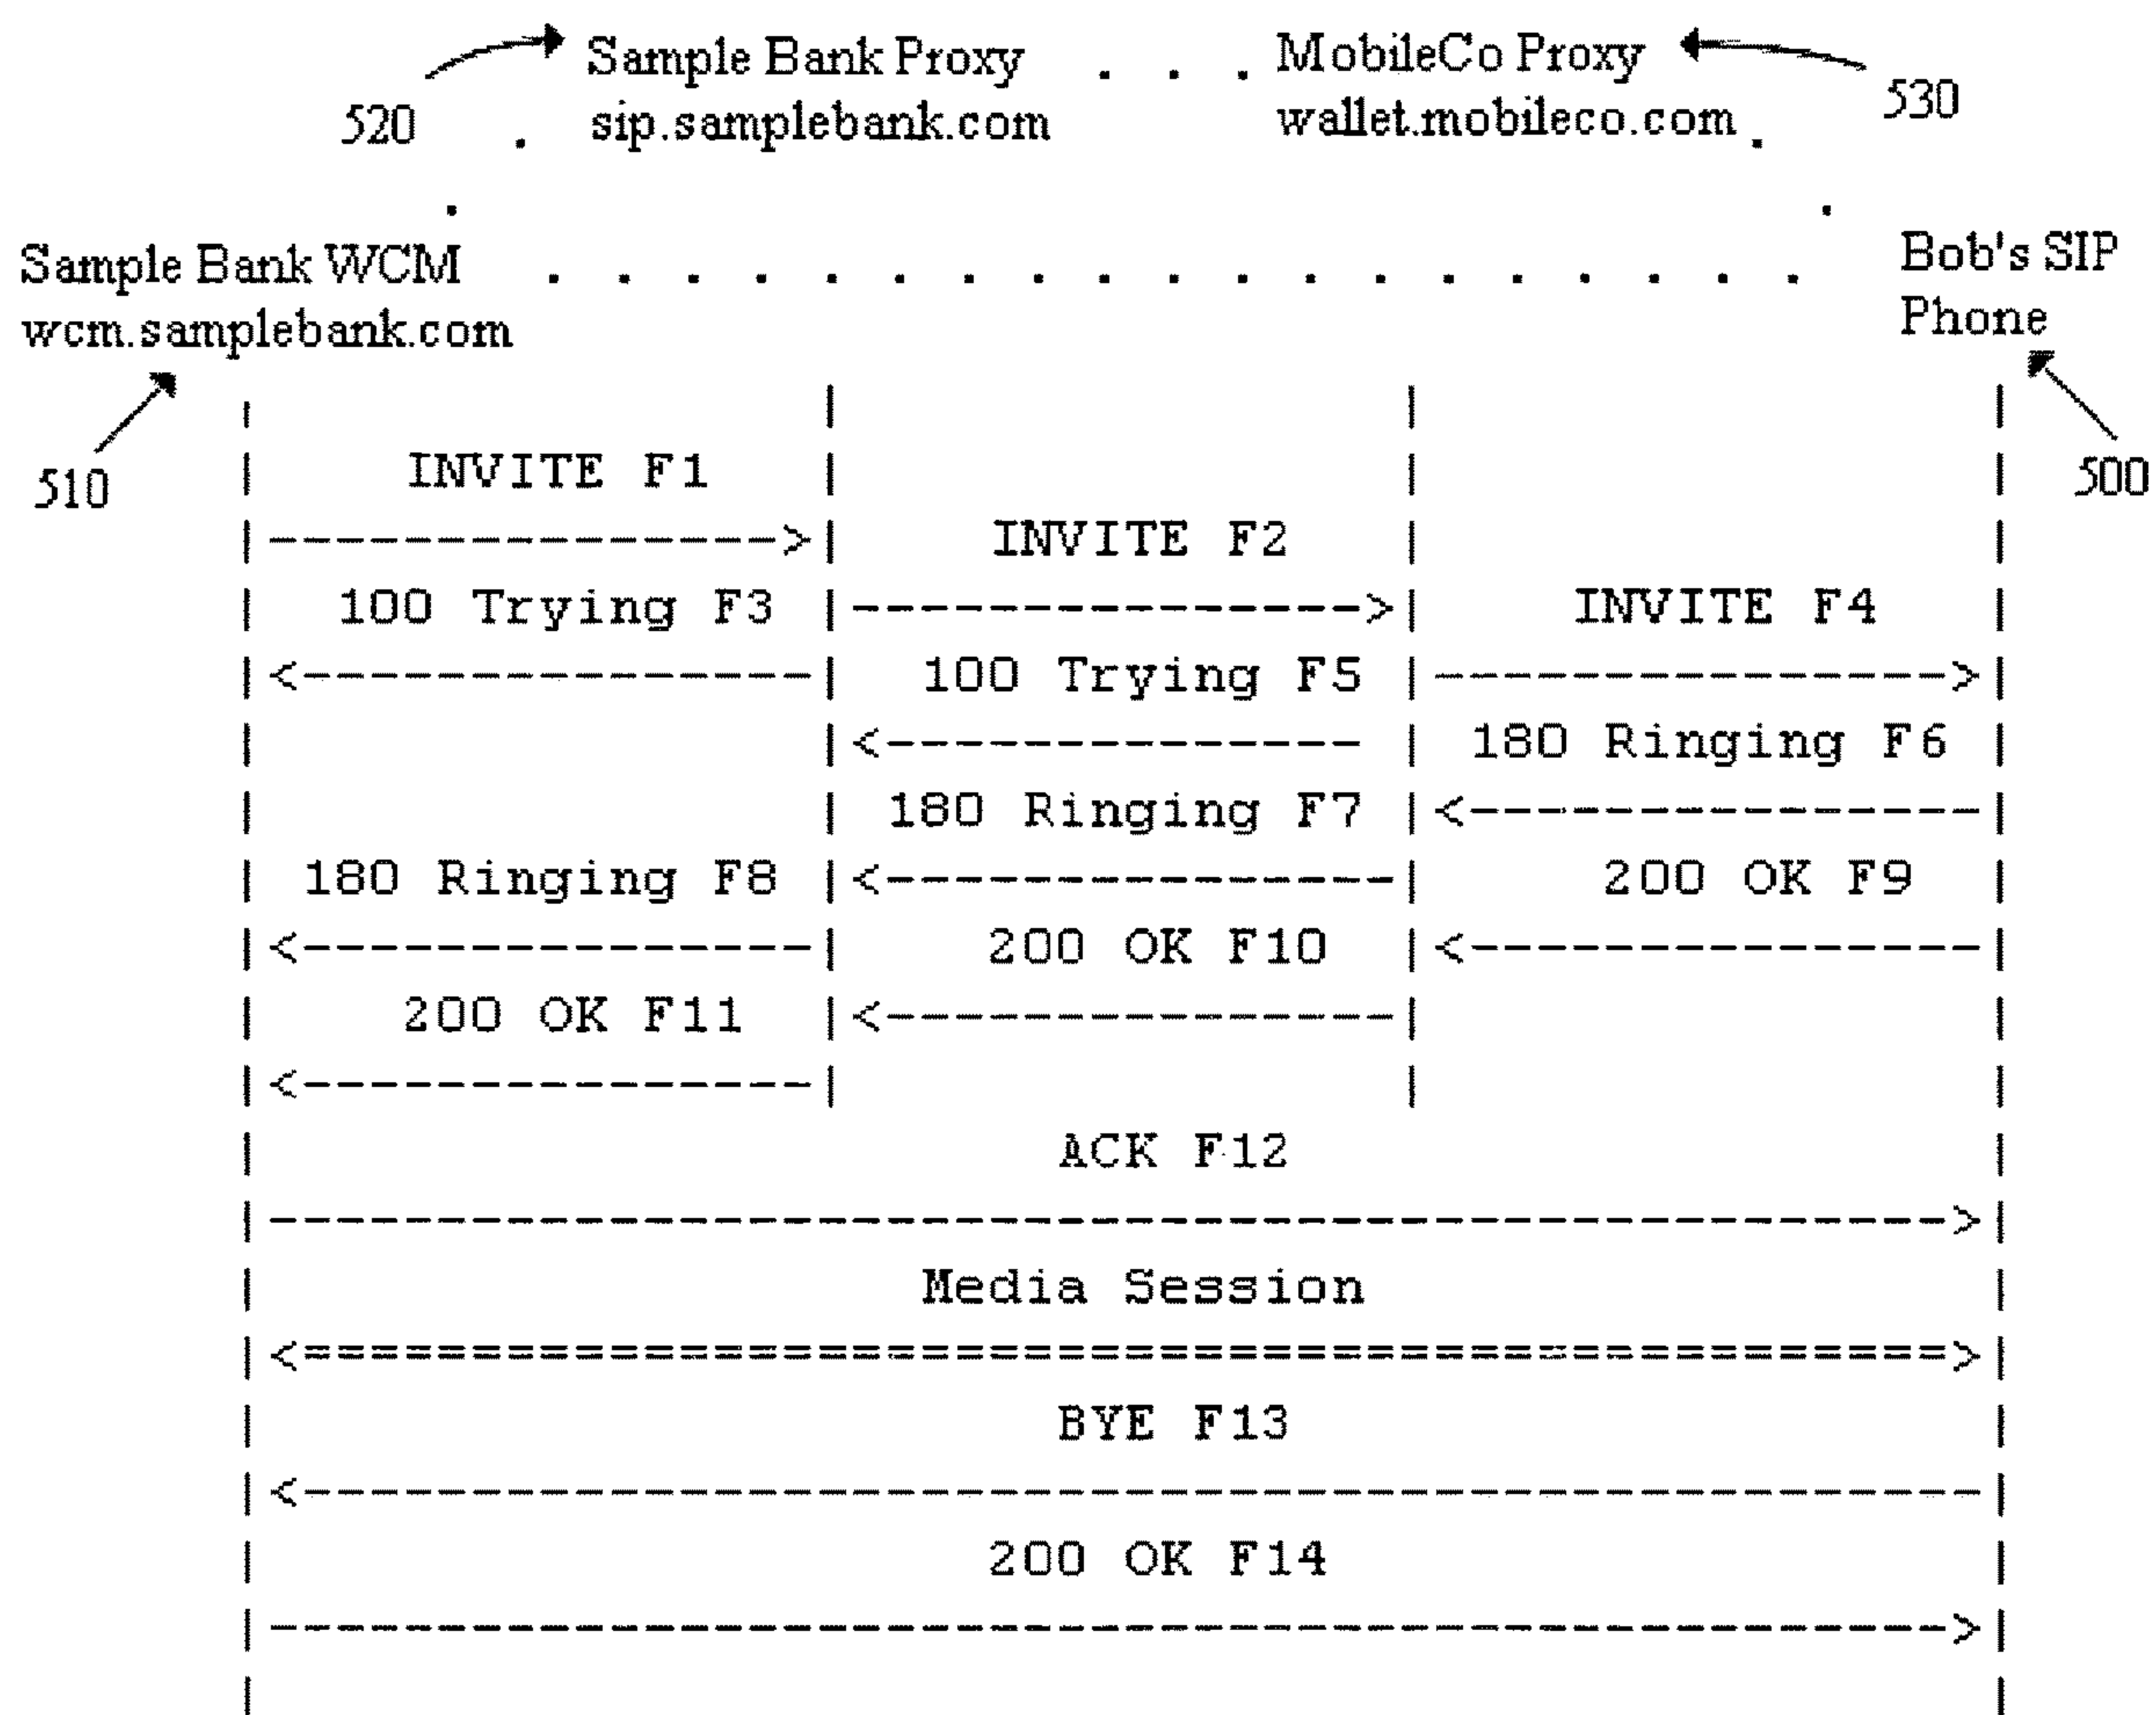 Sample Bank Proxy . . . MobileCo Proxy
520 sip.samplebank.com wallet.mobileco.com 530
Sample Bank WCM . . . . . . . . . . . . . . . . . . . Bob's SIP
wcm.samplebank.com Phone
510 INVITE F1 500
INVITE F2
100 Trying F3 INVITE F4
100 Trying F5
180 Ringing F6
180 Ringing F7
180 Ringing F8 200 OK F9
200 OK F10
200 OK F11
ACK F12
Media Session
BYE F13
200 OK F14